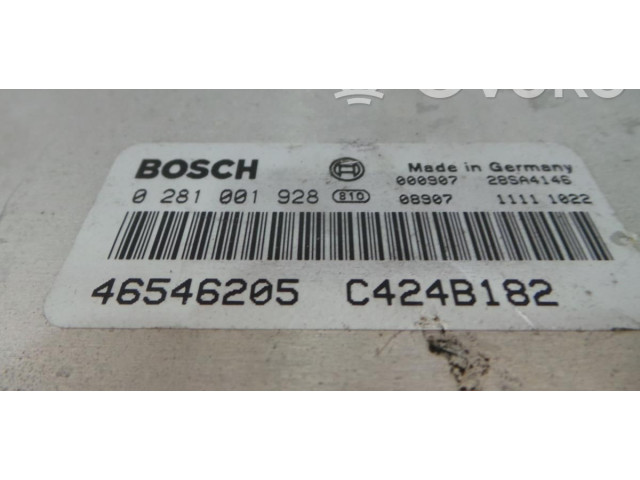 BOSCH Made in Germany
000907 28SA4146
0 281 001 928 810 08907 1111 1022
46546205 C424B182